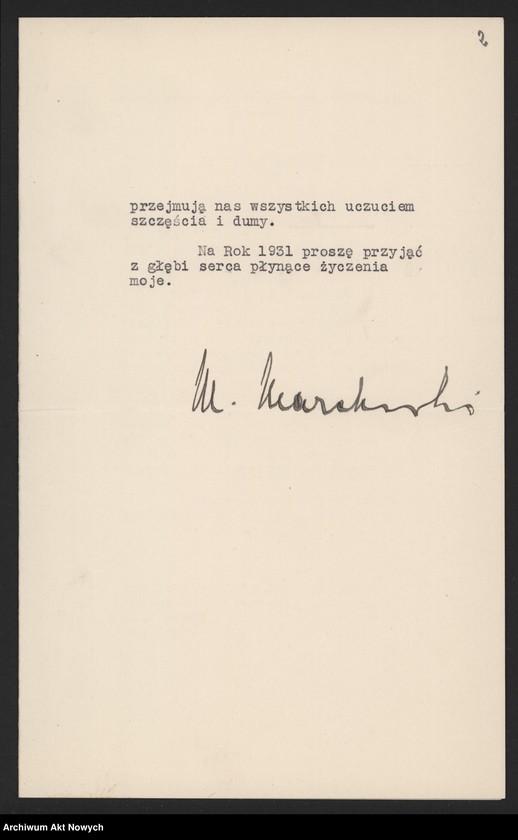 2
przejmują nas wszystkich uczuciem
szczęścia i dumy.
Na Rok 1931 proszę przyjąć
z głębi serca płynące życzenia
moje.
M. Marchwski
Archiwum Akt Nowych